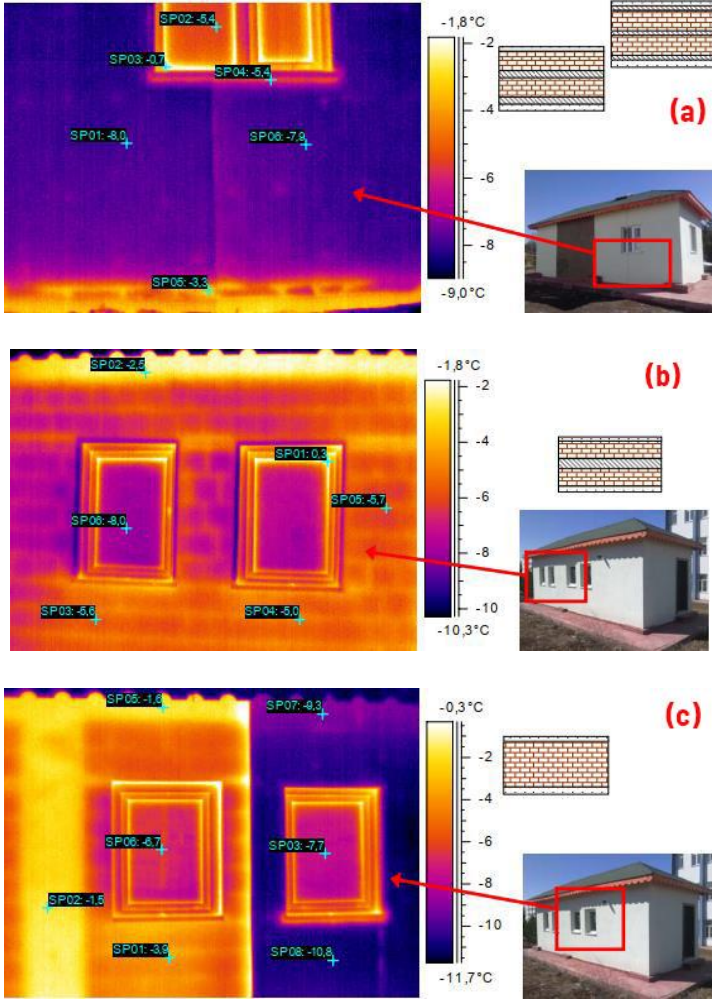 -1,8°C
SP02: -5,4
-2
SP03: -0,7
SP04: -5,4
-4
(a)
SP01: -8,0
SP06: -7,9
-6
-8
SP05: -3,3
-9,0°C
-1,8°C
(b)
SP02: -2,5
-2
-4
SP01: 0,3
SP05: -5,7
-6
SP06: -8,0
-8
SP03: -5,6
SP04: -5,0
-10
-10,3°C
-0,3°C
(c)
SP05: -1,6
SP07: -9,3
-2
-4
SP06: -6,7
SP03: -7,7
-6
-8
SP02: -1,5
SP01: -3,9
SP08: -10,8
-10
-11,7°C